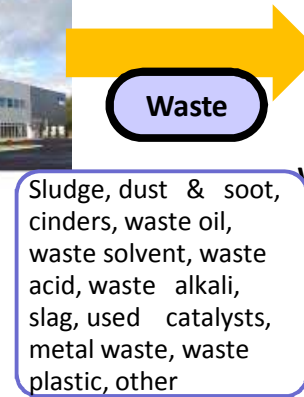 Waste
Sludge, dust & soot,
cinders, waste oil,
waste solvent, waste
acid, waste alkali,
slag, used catalysts,
metal waste, waste
plastic, other